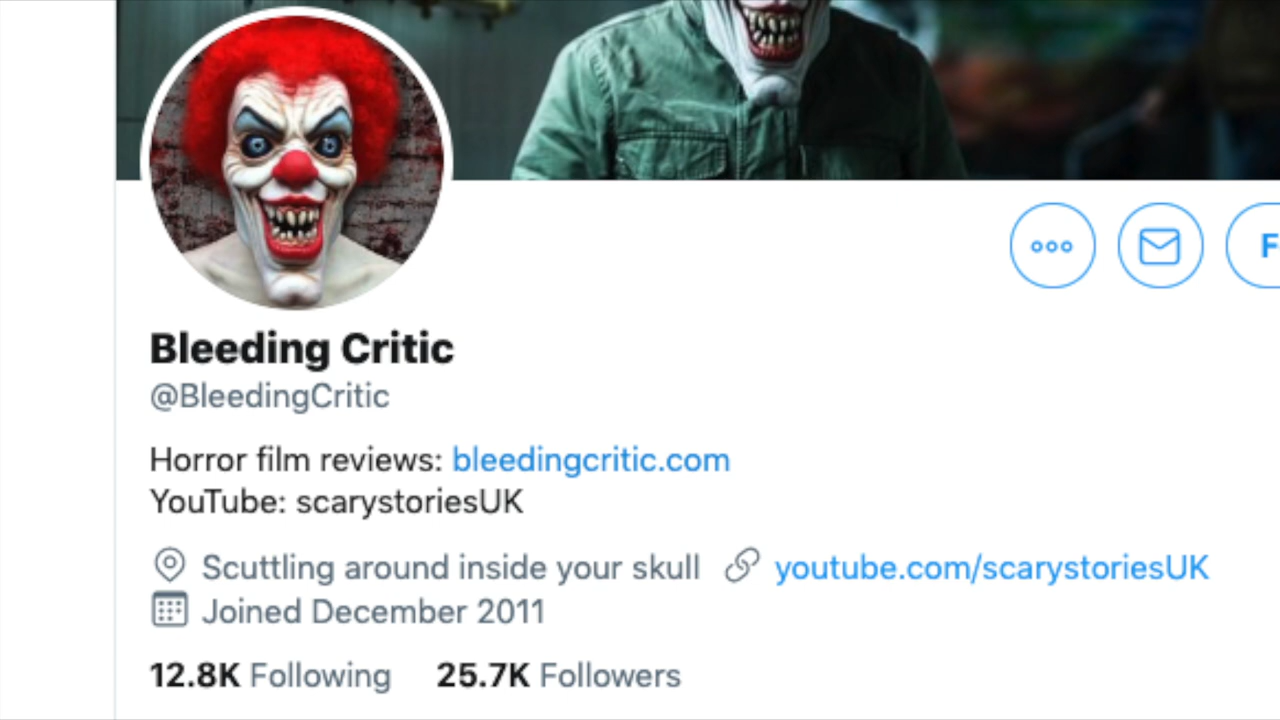 Bleeding Critic
@BleedingCritic
Horror film reviews: bleedingcritic.com
YouTube: scarystoriesUK
Scuttling around inside your skull youtube.com/scarystoriesUK
Joined December 2011
12.8K Following 25.7K Followers